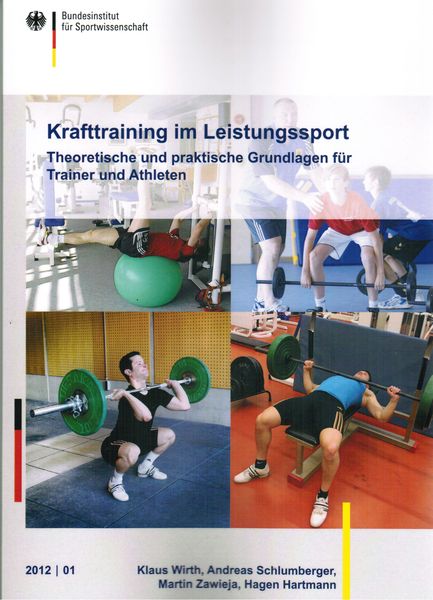 Bundesinstitut
für Sportwissenschaft
Krafttraining im Leistungssport
Theoretische und praktische Grundlagen für
Trainer und Athleten
2012 | 01
Klaus Wirth, Andreas Schlumberger,
Martin Zawieja, Hagen Hartmann